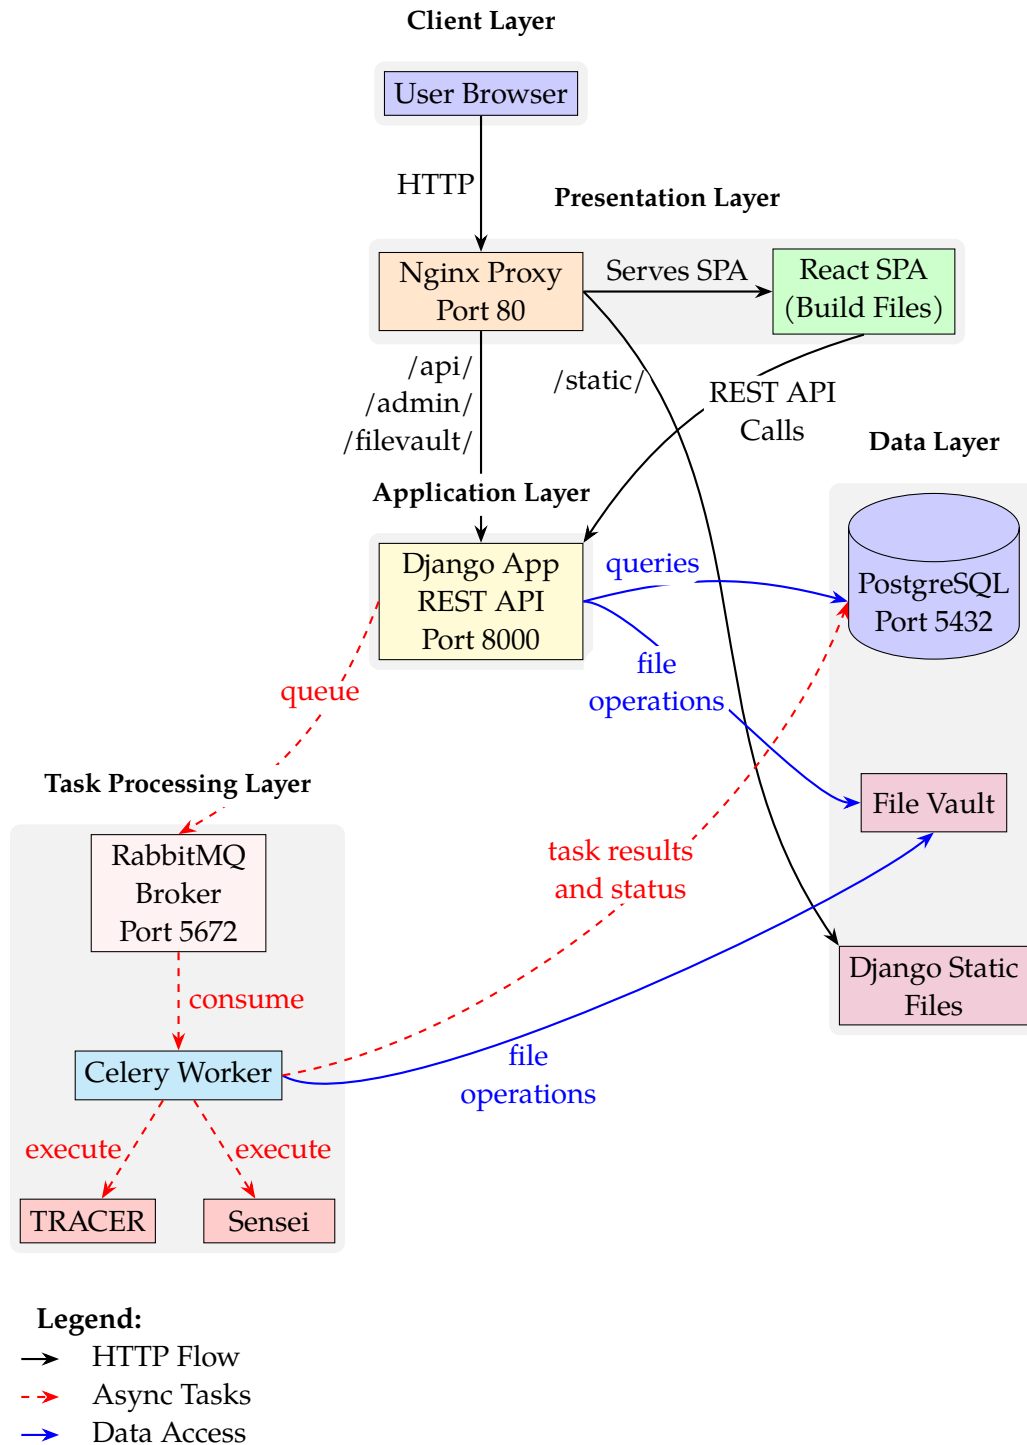 Client Layer
User Browser
HTTP
Presentation Layer
Nginx Proxy
Port 80
Serves SPA
React SPA
(Build Files)
/api/
/admin/
/filevault/
/static/
REST API
Calls
Data Layer
Application Layer
Django App
REST API
Port 8000
queries
PostgreSQL
Port 5432
file
operations
queue
Task Processing Layer
File Vault
RabbitMQ
Broker
Port 5672
task results
and status
Django Static
Files
consume
Celery Worker
file
operations
execute
execute
TRACER
Sensei
Legend:
HTTP Flow
Async Tasks
Data Access